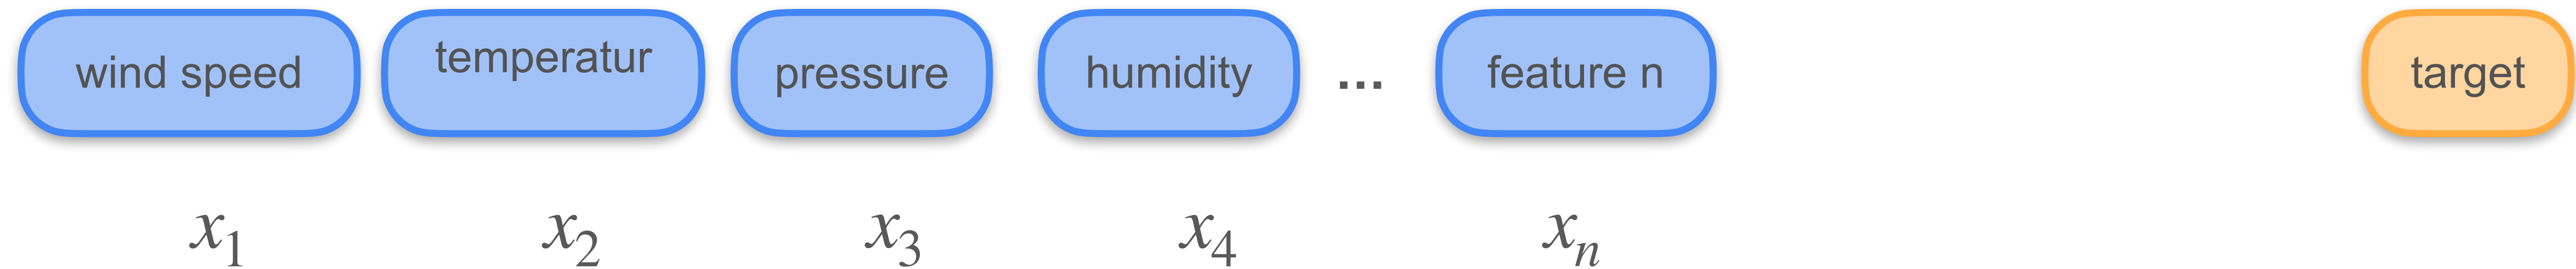 wind speed temperatur pressure humidity ... feature n target
x1 x2 x3 x4 xn